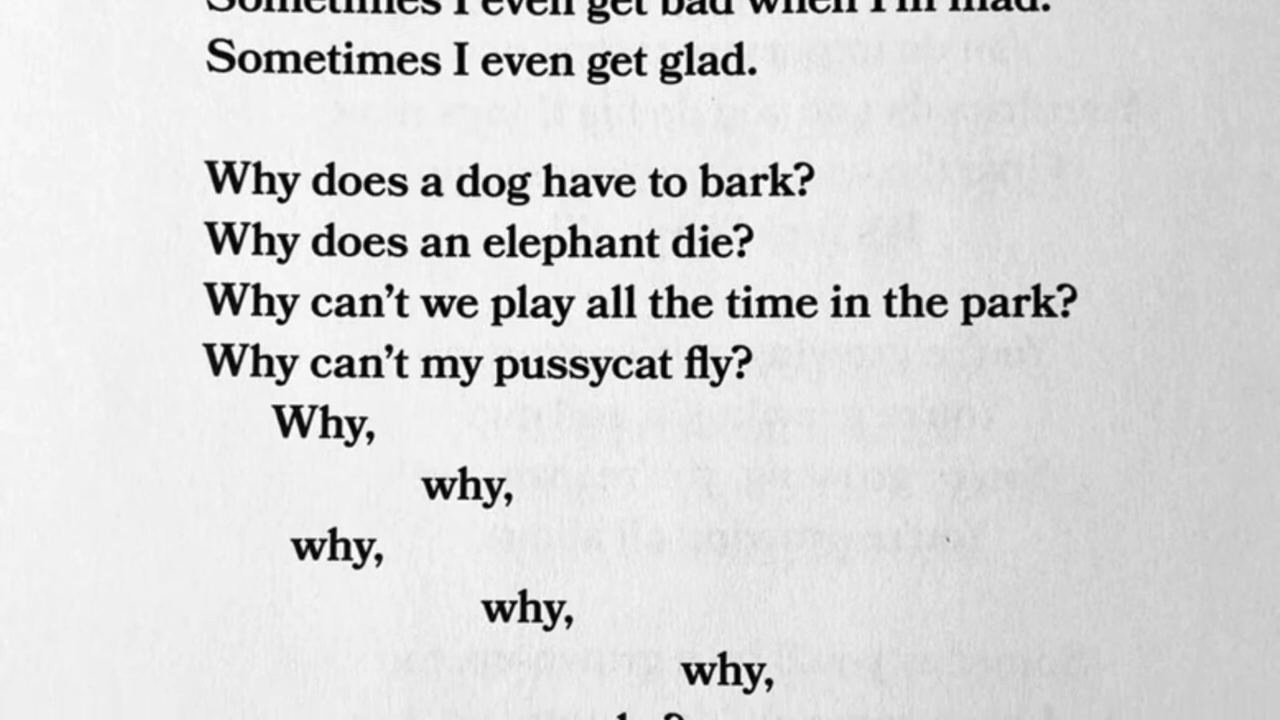 Sometimes I even get bad when I'm mad.
Sometimes I even get glad.
Why does a dog have to bark?
Why does an elephant die?
Why can't we play all the time in the park?
Why can't my pussycat fly?
Why,
why,
why,
why,
why,